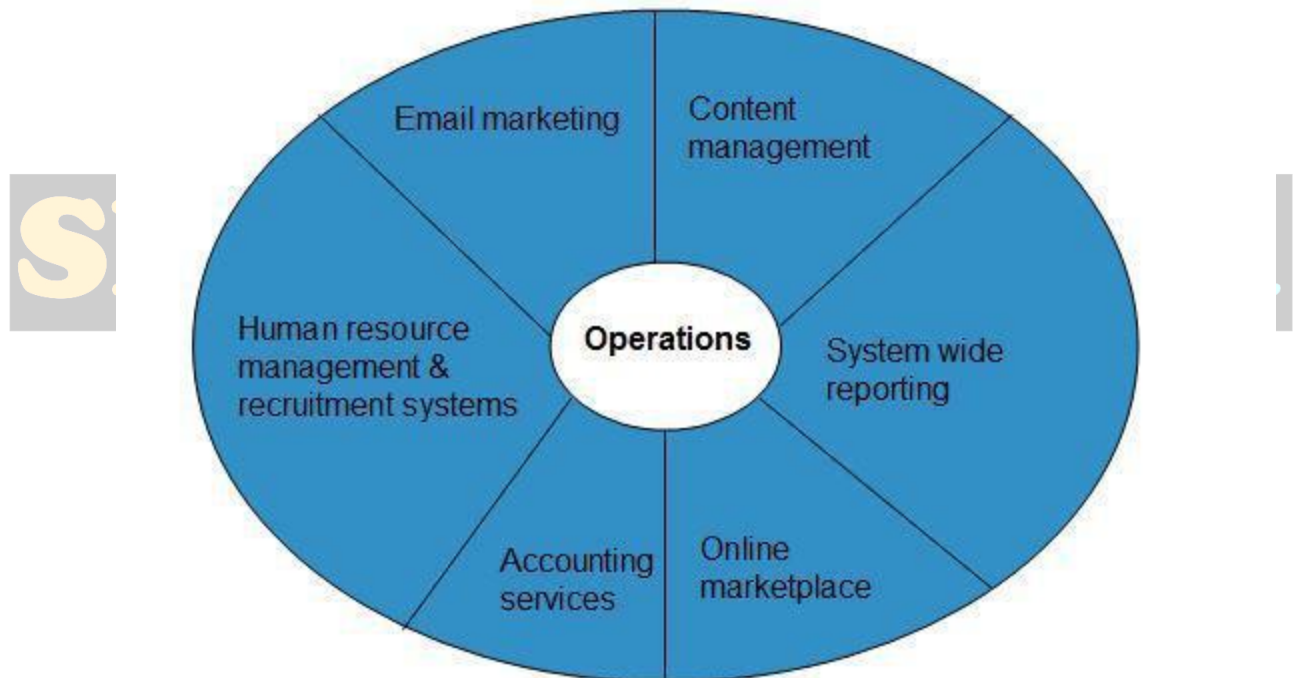 Email marketing
Content
management
Human resource
management &
recruitment systems
Operations
System wide
reporting
Accounting
services
Online
marketplace